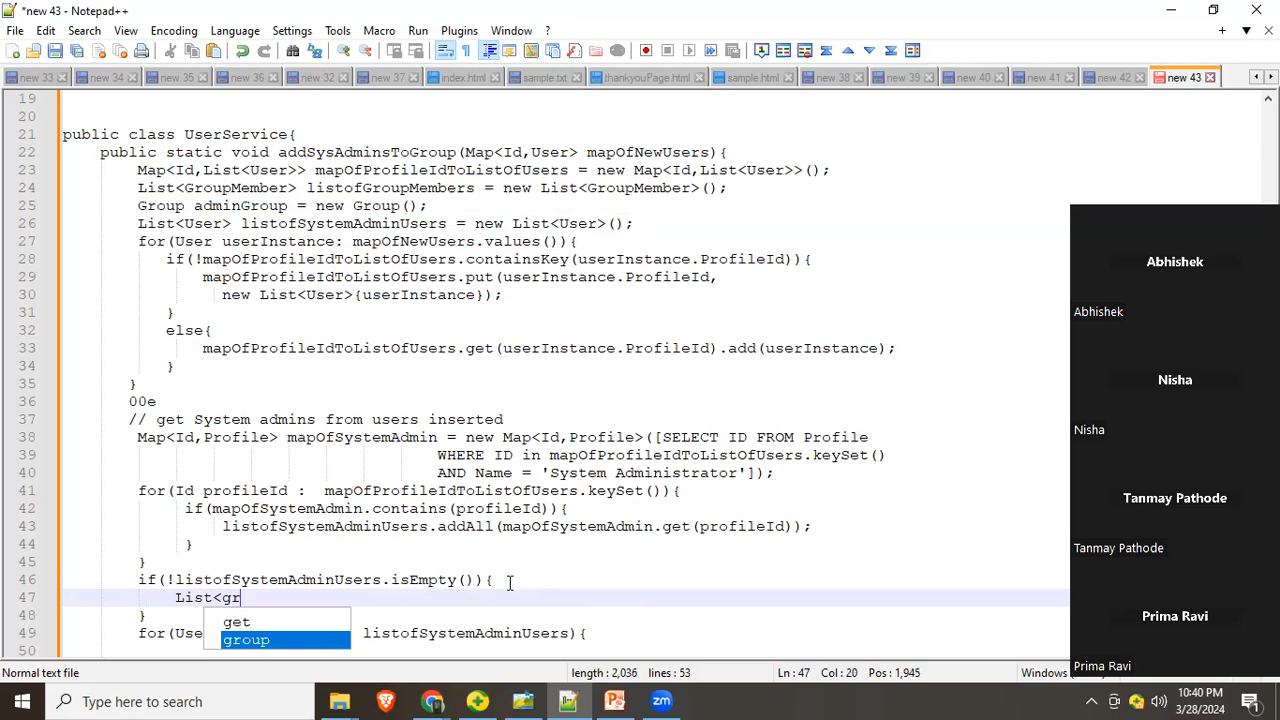 *new 43 - Notepad++
File Edit Search View Encoding Language Settings Tools Macro Run Plugins Window ?
new 33 new 34 new 35 new 36 new 32 new 37 sample.txt thankyouPage.html sample.html new 38 new 39 new 40 new 41 new 42 new 43
19
20
21 public class UserService{
22 public static void addSysAdminsToGroup(Map<Id,User> mapOfNewUsers){
23 Map<Id,List<User>> mapOfProfileIdToListOfUsers = new Map<Id,List<User>>();
24 List<GroupMember> listofGroupMembers = new List<GroupMember>();
25 Group adminGroup = new Group();
26 List<User> listofSystemAdminUsers = new List<User>();
27 for(User userInstance: mapOfNewUsers.values()){
28 if(!mapOfProfileIdToListOfUsers.containsKey(userInstance.ProfileId)){
29 mapOfProfileIdToListOfUsers.put(userInstance.ProfileId,
30 new List<User>{userInstance});
31 }
32 else{
33 mapOfProfileIdToListOfUsers.get(userInstance.ProfileId).add(userInstance);
34 }
35 }
36 00e
37 // get System admins from users inserted
38 Map<Id,Profile> mapOfSystemAdmin = new Map<Id,Profile>([SELECT ID FROM Profile
39 WHERE ID in mapOfProfileIdToListOfUsers.keySet()
40 AND Name = 'System Administrator']);
41 for(Id profileId : mapOfProfileIdToListOfUsers.keySet()){
42 if(mapOfSystemAdmin.contains(profileId)){
43 listofSystemAdminUsers.addAll(mapOfSystemAdmin.get(profileId));
44 }
45 }
46 if(!listofSystemAdminUsers.isEmpty()){
47 List<gr
48 }
get
group
49 for(Use listofSystemAdminUsers){
50
Abhishek
Abhishek
Nisha
Nisha
Tanmay Pathode
Tanmay Pathode
Prima Ravi
Prima Ravi
Normal text file length : 2,036 lines : 53 Ln : 47 Col : 20 Pos : 1,945 Windows (
Type here to search
10:40 PM
3/28/2024
1